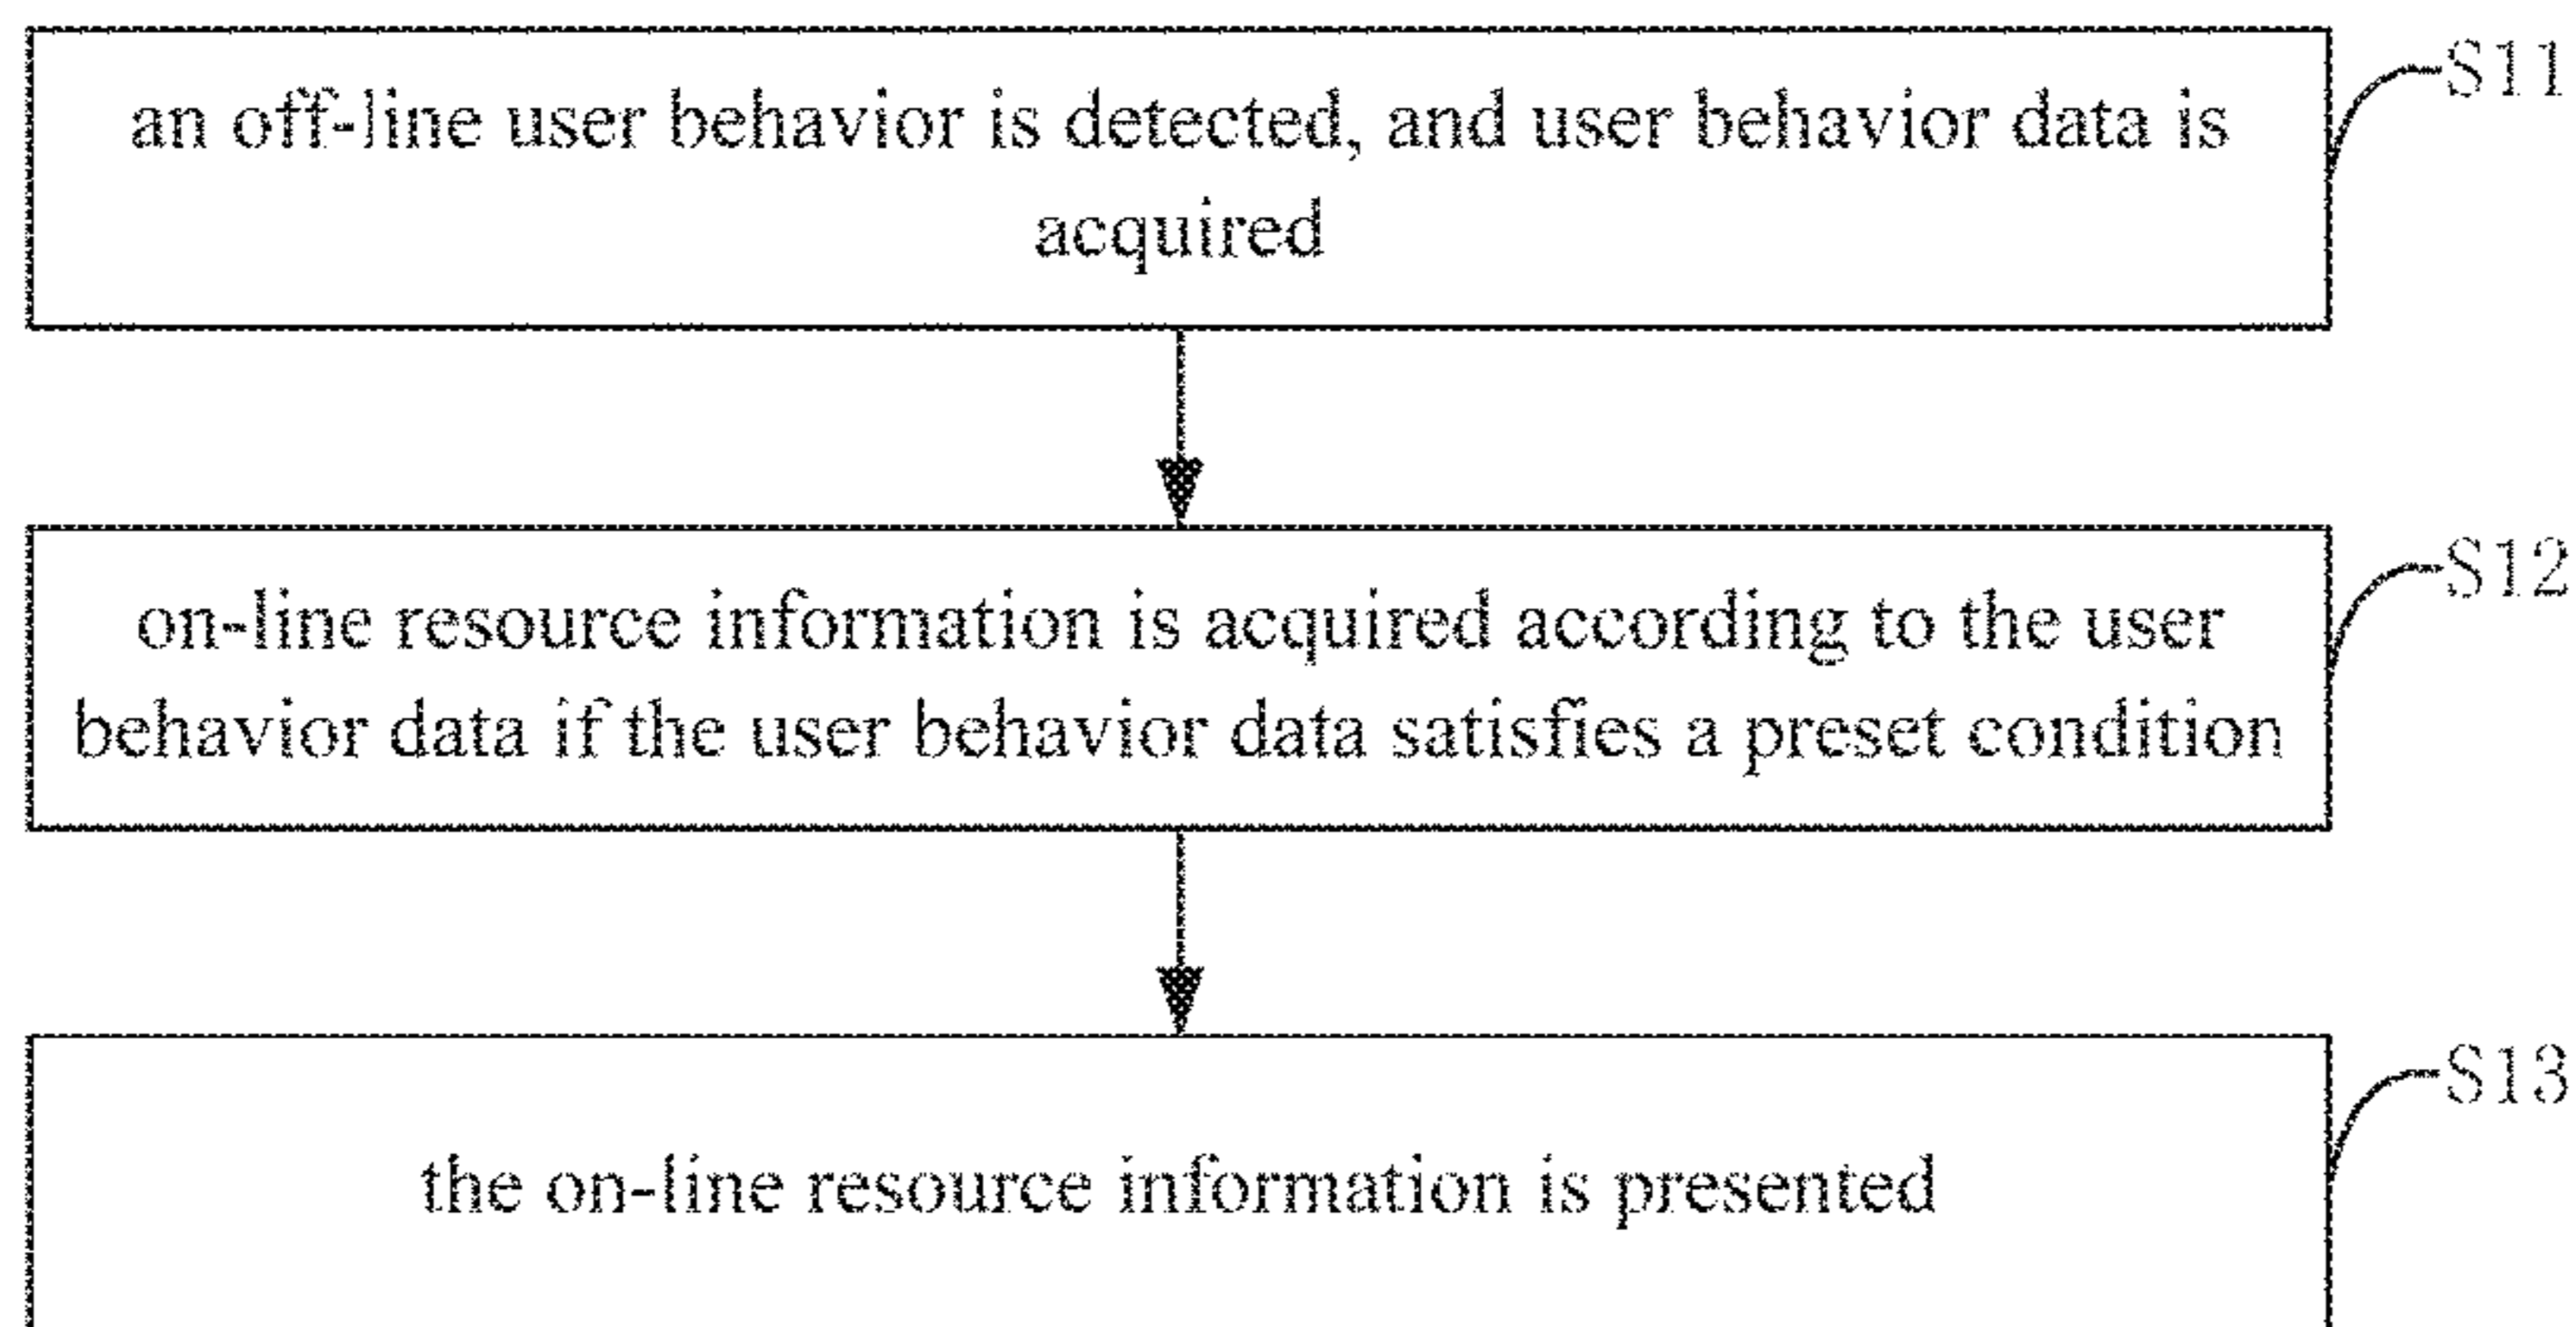 an off-line user behavior is detected, and user behavior data is
acquired
S11
on-line resource information is acquired according to the user
behavior data if the user behavior data satisfies a preset condition
S12
the on-line resource information is presented
S13